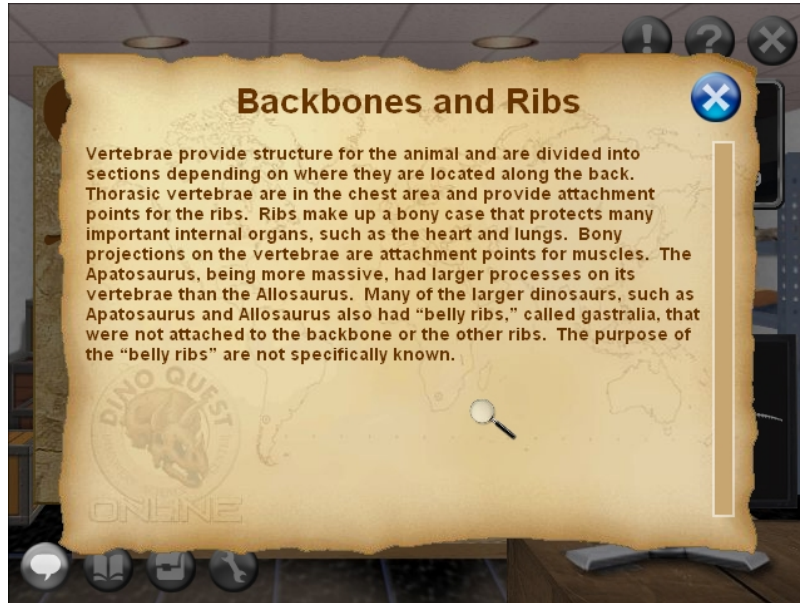 Backbones and Ribs
Vertebrae provide structure for the animal and are divided into
sections depending on where they are located along the back.
Thorasic vertebrae are in the chest area and provide attachment
points for the ribs.  Ribs make up a bony case that protects many
important internal organs, such as the heart and lungs.  Bony
projections on the vertebrae are attachment points for muscles.  The
Apatosaurus, being more massive, had larger processes on its
vertebrae than the Allosaurus.  Many of the larger dinosaurs, such as
Apatosaurus and Allosaurus also had “belly ribs,” called gastralia, that
were not attached to the backbone or the other ribs.  The purpose of
the “belly ribs” are not specifically known.
DINO QUEST
ONLINE